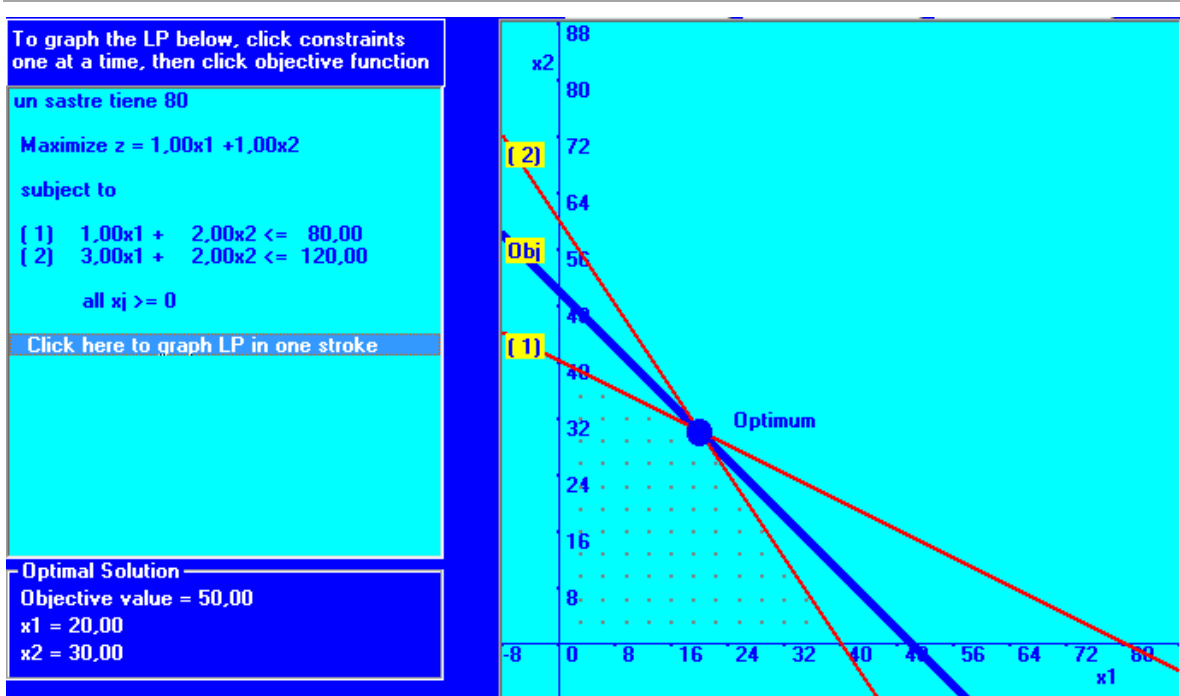 To graph the LP below, click constraints
one at a time, then click objective function
un sastre tiene 80
Maximize z = 1,00x1 +1,00x2
subject to
( 1)   1,00x1 +   2,00x2 <=   80,00
( 2)   3,00x1 +   2,00x2 <=  120,00
all xj >= 0
Click here to graph LP in one stroke
Optimal Solution
Objective value = 50,00
x1 = 20,00
x2 = 30,00
88
x2
80
( 2)
72
64
Obj
56
48
( 1)
40
32
Optimum
24
16
8
-8 0 8 16 24 32 40 48 56 64 72 80
x1